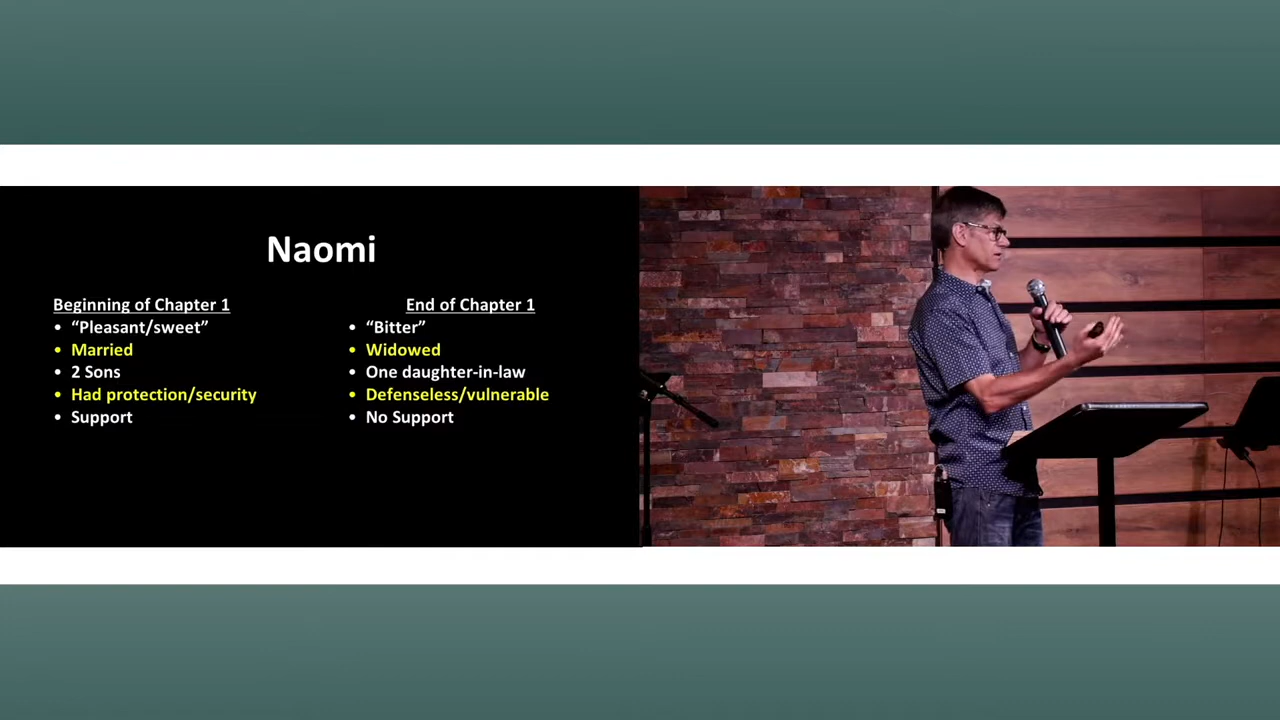 Naomi
Beginning of Chapter 1
• “Pleasant/sweet”
• Married
• 2 Sons
• Had protection/security
• Support
End of Chapter 1
• “Bitter”
• Widowed
• One daughter-in-law
• Defenseless/vulnerable
• No Support